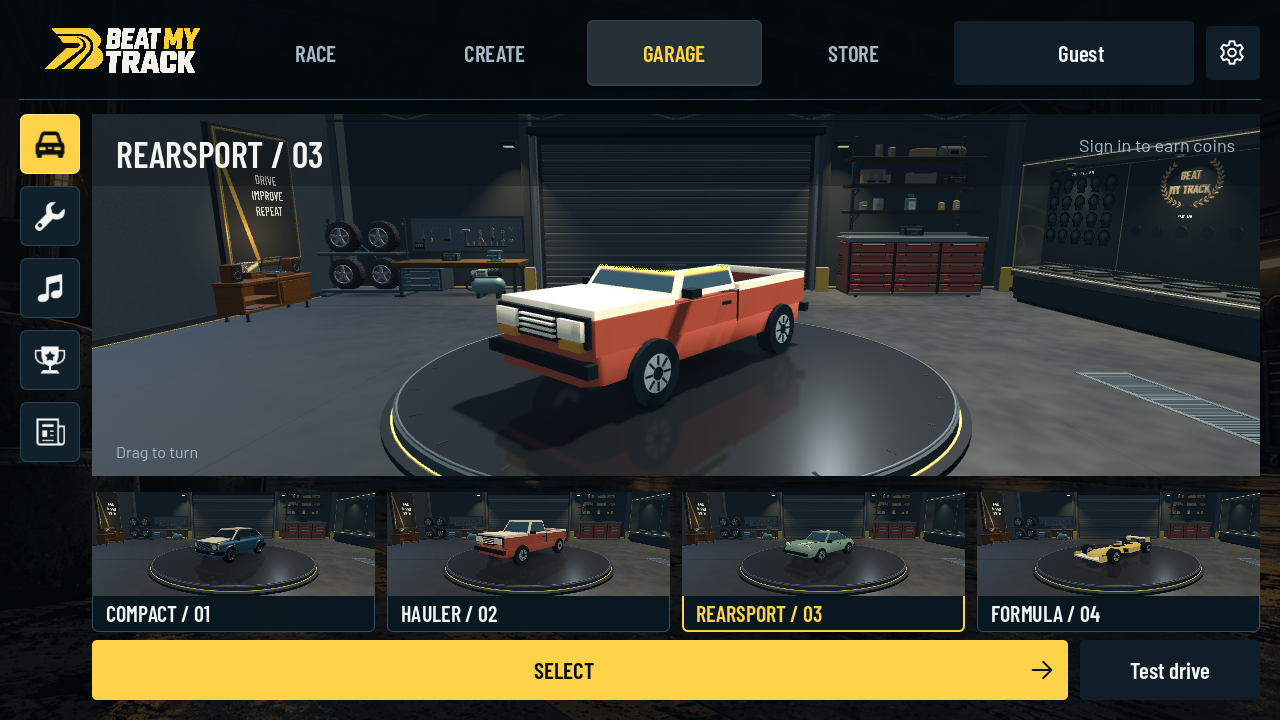 BEAT MY
TRACK
RACE
CREATE
GARAGE
STORE
Guest
REARSPORT / 03
Sign in to earn coins
DRIVE
IMPROVE
REPEAT
BEAT
MY TRACK
Drag to turn
COMPACT / 01
HAULER / 02
REARSPORT / 03
FORMULA / 04
SELECT
Test drive